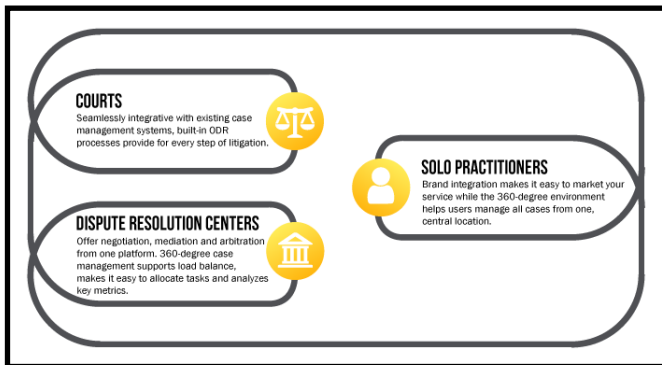 COURTS
Seamlessly integrative with existing case
management systems, built-in ODR
processes provide for every step of litigation.
DISPUTE RESOLUTION CENTERS
Offer negotiation, mediation and arbitration
from one platform. 360-degree case
management supports load balance,
makes it easy to allocate tasks and analyzes
key metrics.
SOLO PRACTITIONERS
Brand integration makes it easy to market your
service while the 360-degree environment
helps users manage all cases from one,
central location.